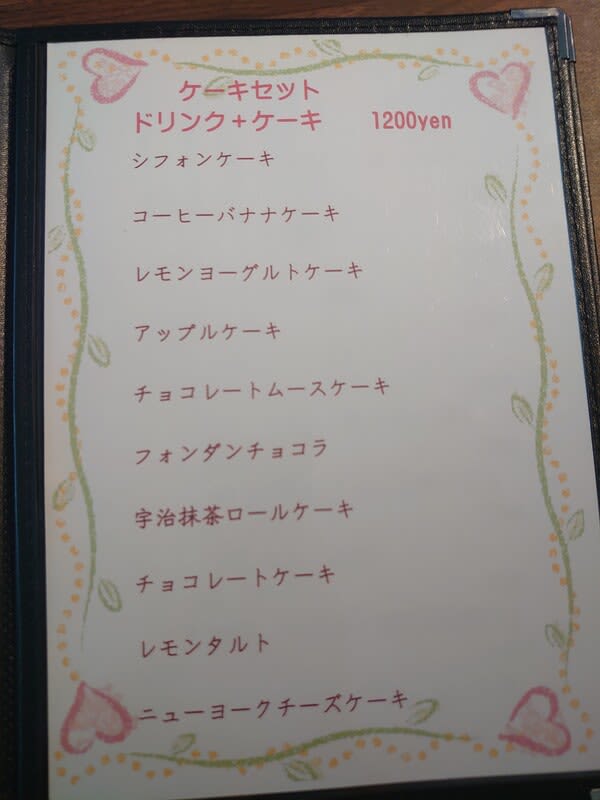 ケーキセット
ドリンク＋ケーキ 1200yen
シフォンケーキ
コーヒーバナナケーキ
レモンヨーグルトケーキ
アップルケーキ
チョコレートムースケーキ
フォンダンチョコラ
宇治抹茶ロールケーキ
チョコレートケーキ
レモンタルト
ニューヨークチーズケーキ